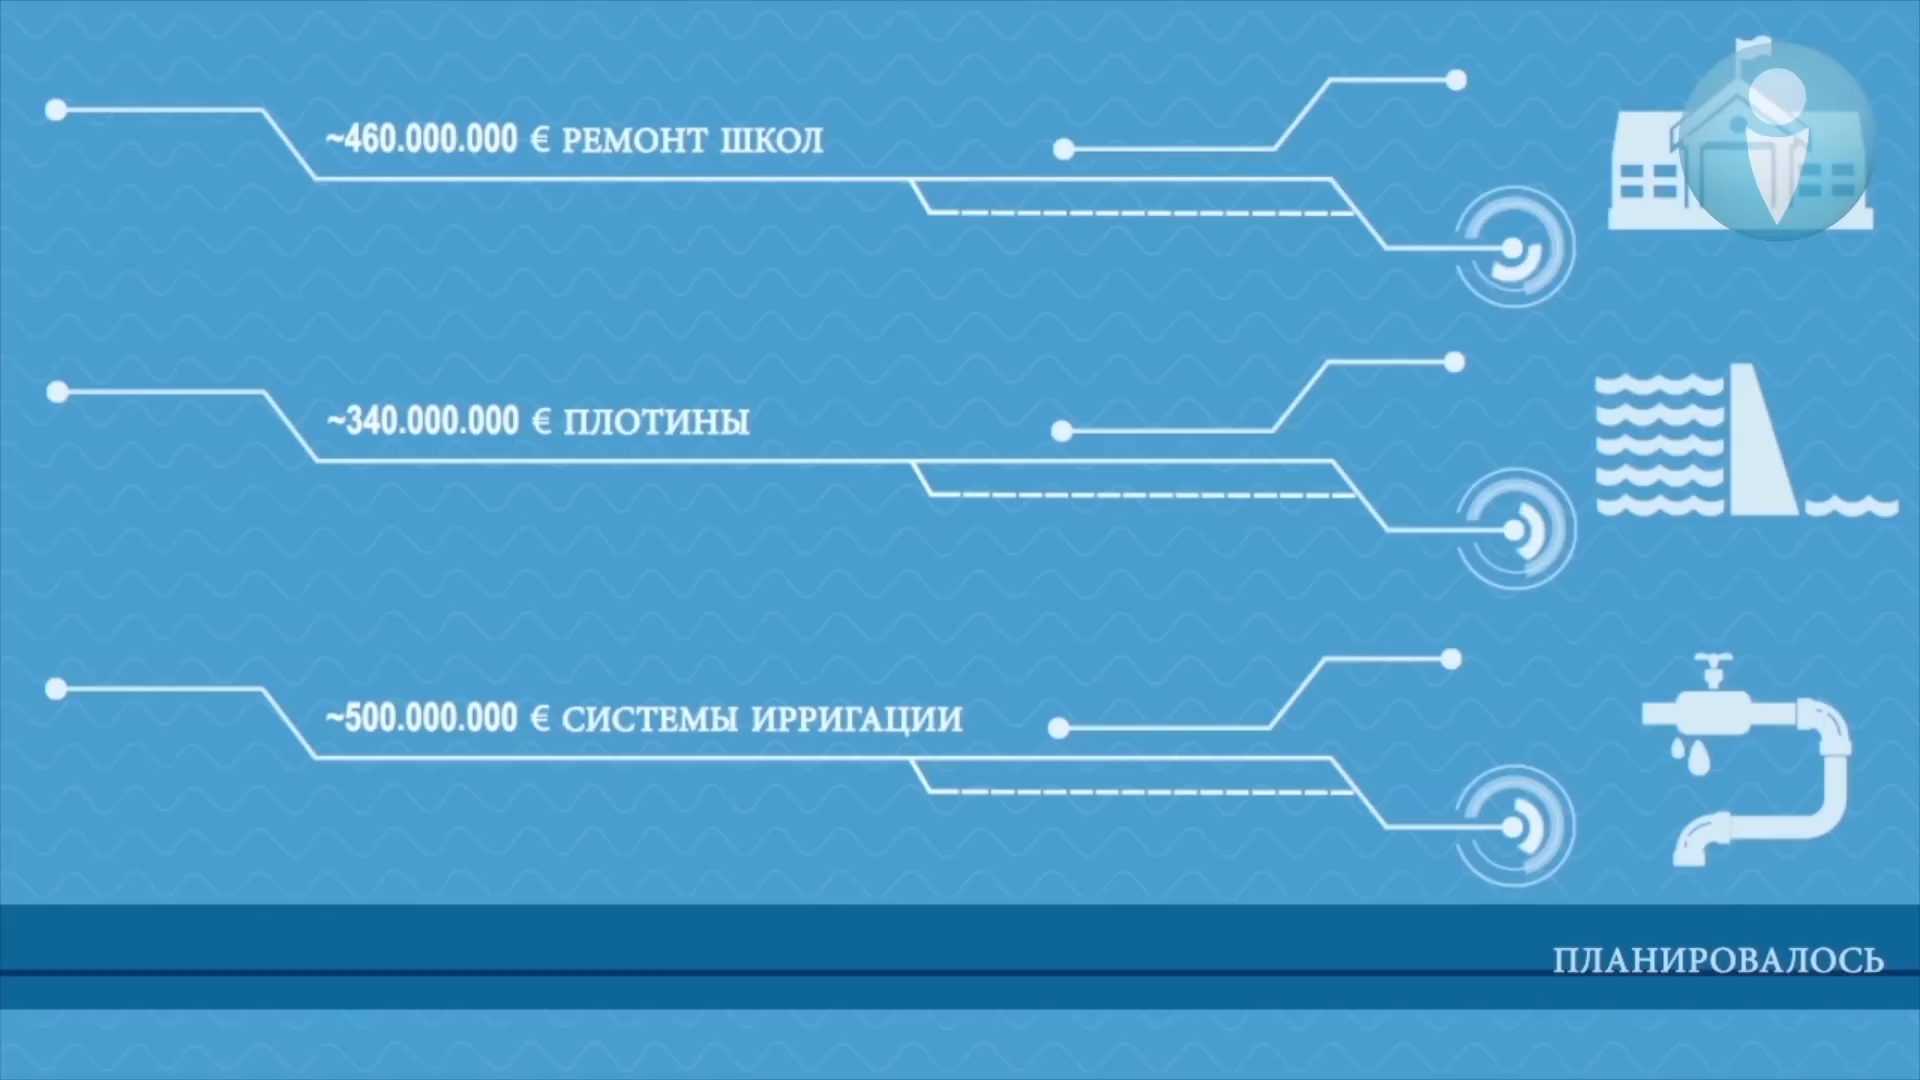 ~460.000.000 € РЕМОНТ ШКОЛ
~340.000.000 € ПЛОТИНЫ
~500.000.000 € СИСТЕМЫ ИРРИГАЦИИ
ПЛАНИРОВАЛОСЬ